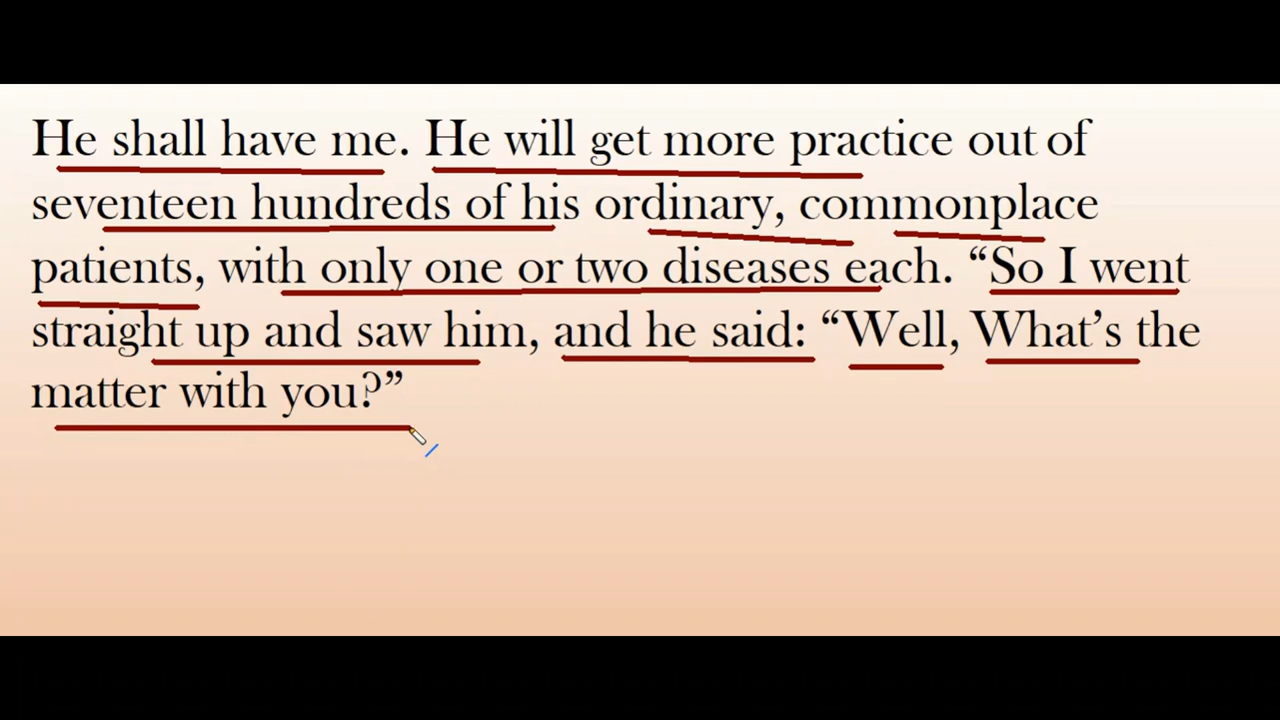 He shall have me. He will get more practice out of
seventeen hundreds of his ordinary, commonplace
patients, with only one or two diseases each. “So I went
straight up and saw him, and he said: “Well, What’s the
matter with you?”